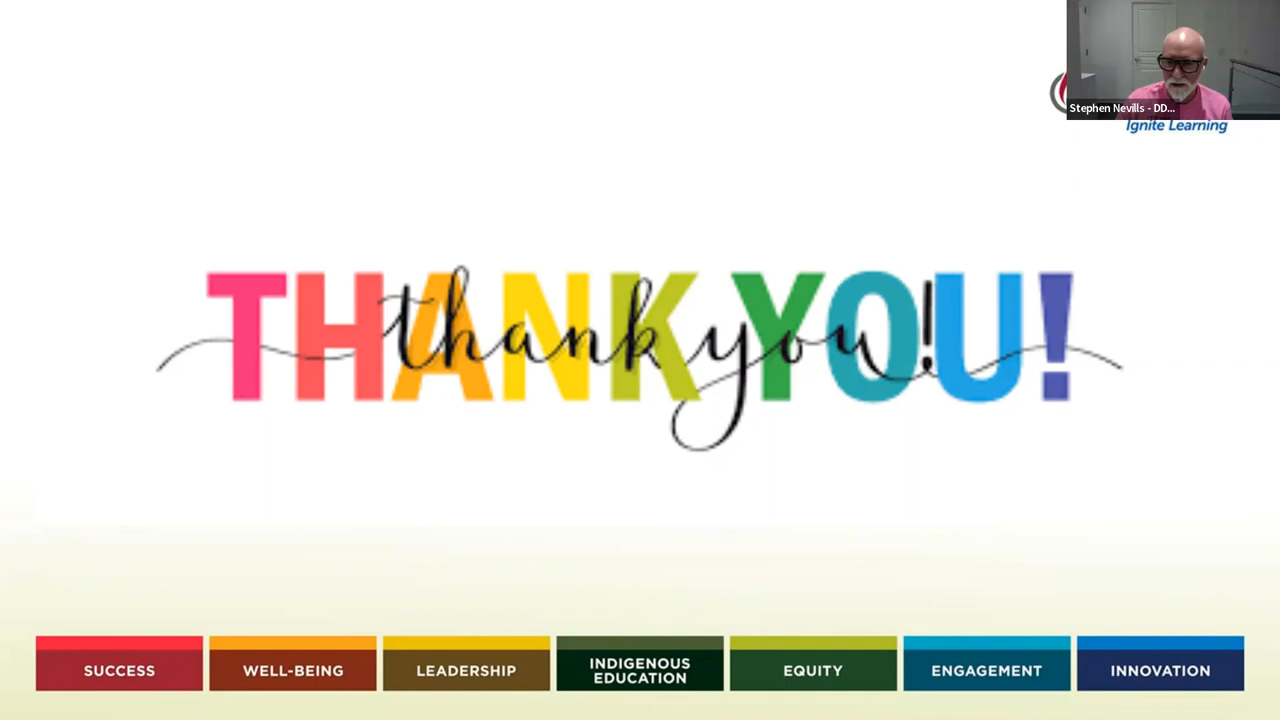 Stephen Nevills - DD...
Ignite Learning
THANK YOU!
thank you!
SUCCESS
WELL-BEING
LEADERSHIP
INDIGENOUS
EDUCATION
EQUITY
ENGAGEMENT
INNOVATION